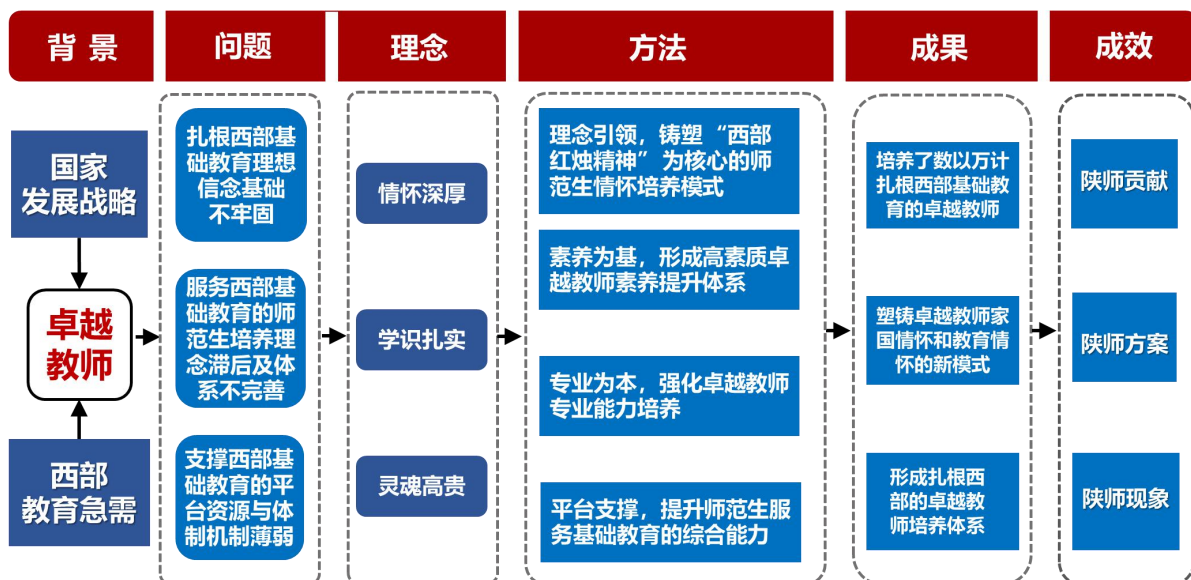 背 景
问题
理念
方法
成果
成效
国家
发展战略
卓越
教师
西部
教育急需
扎根西部基
础教育理想
信念基础
不牢固
服务西部基
础教育的师
范生培养理
念滞后及体
系不完善
支撑西部基
础教育的平
台资源与体
制机制薄弱
情怀深厚
学识扎实
灵魂高贵
理念引领，铸塑 “西部
红烛精神” 为核心的师
范生情怀培养模式
素养为基，形成高素质卓
越教师素养提升体系
专业为本，强化卓越教师
专业能力培养
平台支撑，提升师范生服
务基础教育的综合能力
培养了数以万计
扎根西部基础教
育的卓越教师
塑铸卓越教师家
国情怀和教育情
怀的新模式
形成扎根西
部的卓越教
师培养体系
陕师贡献
陕师方案
陕师现象